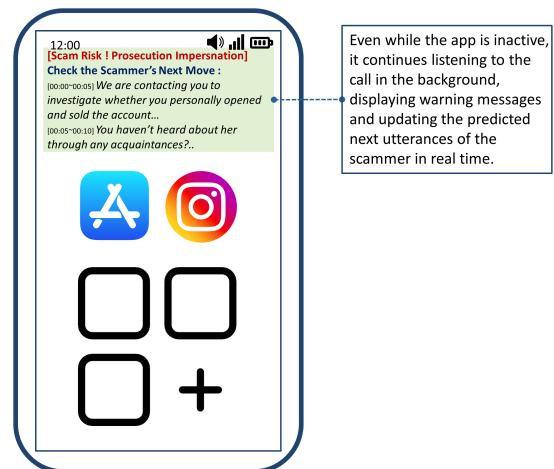 12:00
[Scam Risk ! Prosecution Impersnation]
Check the Scammer's Next Move :
[00:00~00:05] We are contacting you to
investigate whether you personally opened
and sold the account…
[00:05~00:10] You haven't heard about her
through any acquaintances?..
Even while the app is inactive,
it continues listening to the
call in the background,
displaying warning messages
and updating the predicted
next utterances of the
scammer in real time.